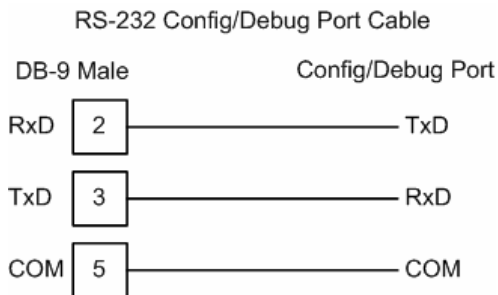 RS-232 Config/Debug Port Cable
DB-9 Male Config/Debug Port
RxD 2 TxD
TxD 3 RxD
COM 5 COM